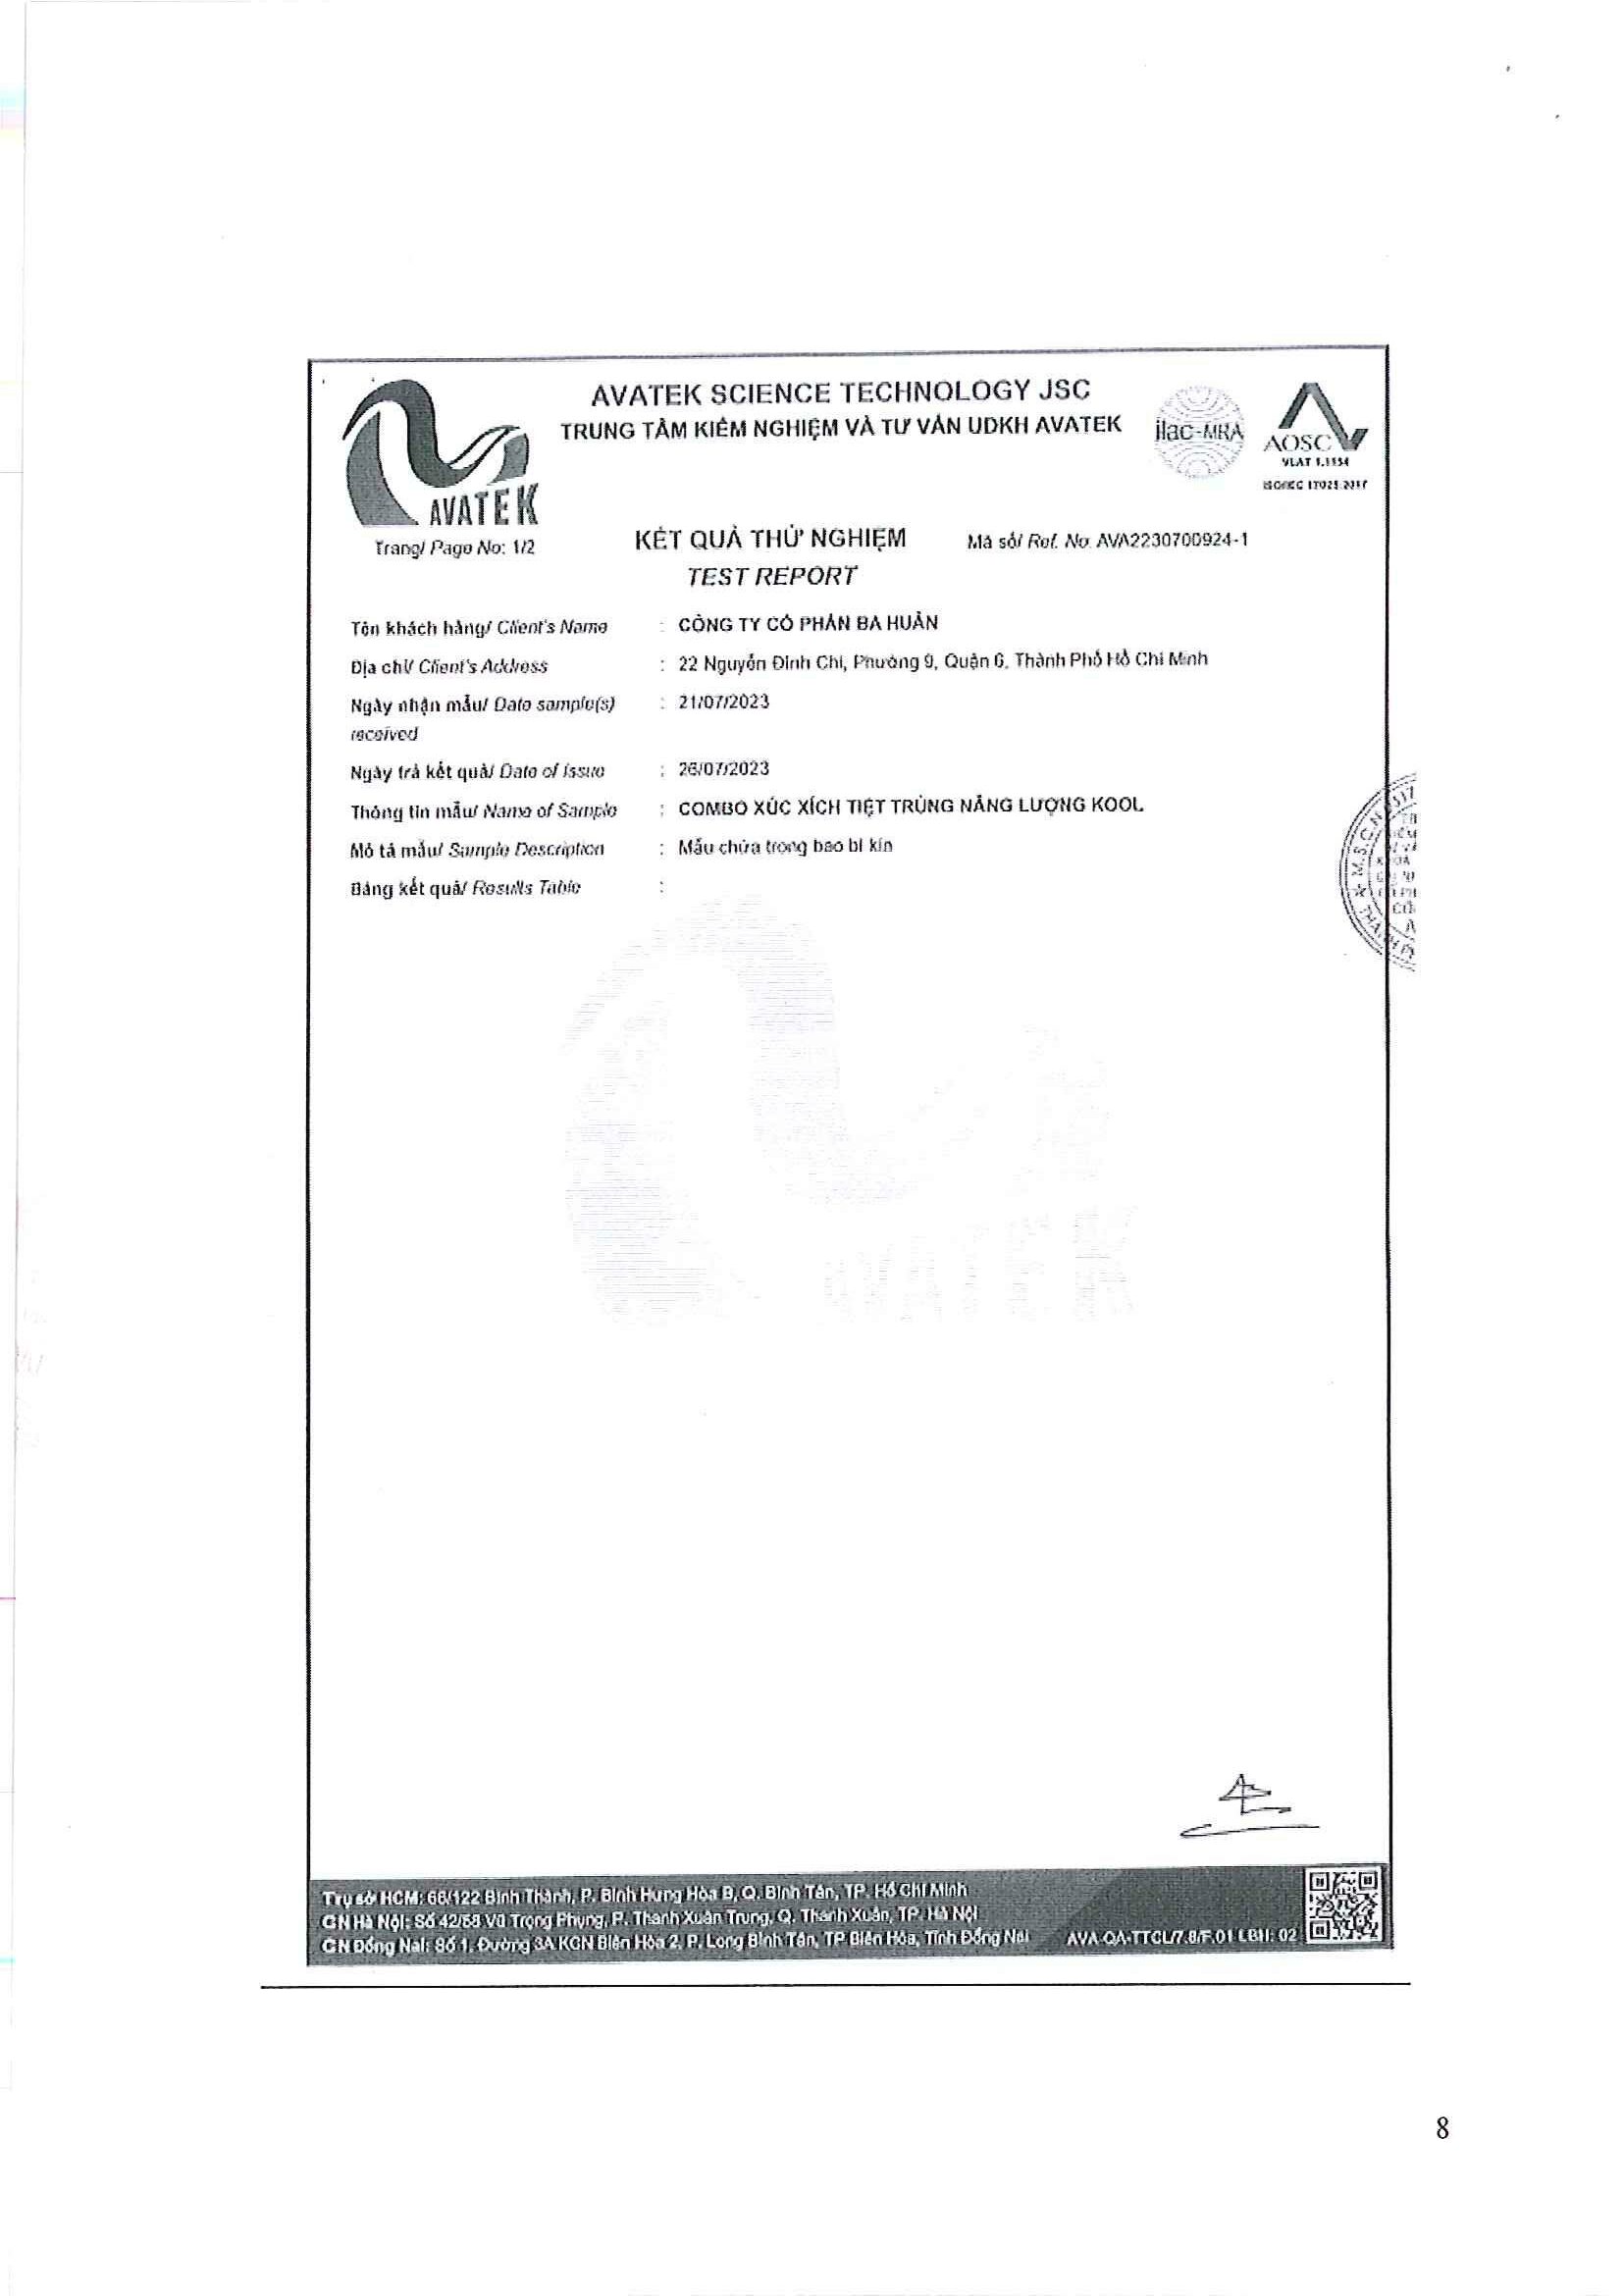 AVATEK SCIENCE TECHNOLOGY JSC
TRUNG TÂM KIỂM NGHIỆM VÀ TƯ VẤN UDKH AVATEK
ilac-MRA
AOSC
VLAT 1.1154
ISO/IEC 17025:2017
AVATEK
Trang/ Page No: 1/2
KẾT QUẢ THỬ NGHIỆM
Mã số/ Ref. No. AVA2230700924-1
TEST REPORT
Tên khách hàng/ Client's Name : CÔNG TY CỔ PHẦN BA HUÂN
Địa chỉ/ Client's Address : 22 Nguyễn Đình Chi, Phường 9, Quận 6, Thành Phố Hồ Chí Minh
Ngày nhận mẫu/ Date sample(s) : 21/07/2023
received
Ngày trả kết quả/ Date of issue : 26/07/2023
Thông tin mẫu/ Name of Sample : COMBO XÚC XÍCH TIỆT TRÙNG NĂNG LƯỢNG KOOL
Mô tả mẫu/ Sample Description : Mẫu chứa trong bao bì kín
Bảng kết quả/ Results Table :
AVATEK
Trụ sở HCM: 66/122 Bình Thành, P. Bình Hưng Hòa B, Q. Bình Tân, TP. Hồ Chí Minh
CN Hà Nội: Số 42/58 Vũ Trọng Phụng, P. Thanh Xuân Trung, Q. Thanh Xuân, TP. Hà Nội
CN Đồng Nai: Số 1, Đường 3A KCN Biên Hòa 2, P. Long Bình Tân, TP Biên Hòa, Tỉnh Đồng Nai
AVA-QA-TTCL/7.8/F.01 LBH: 02
8